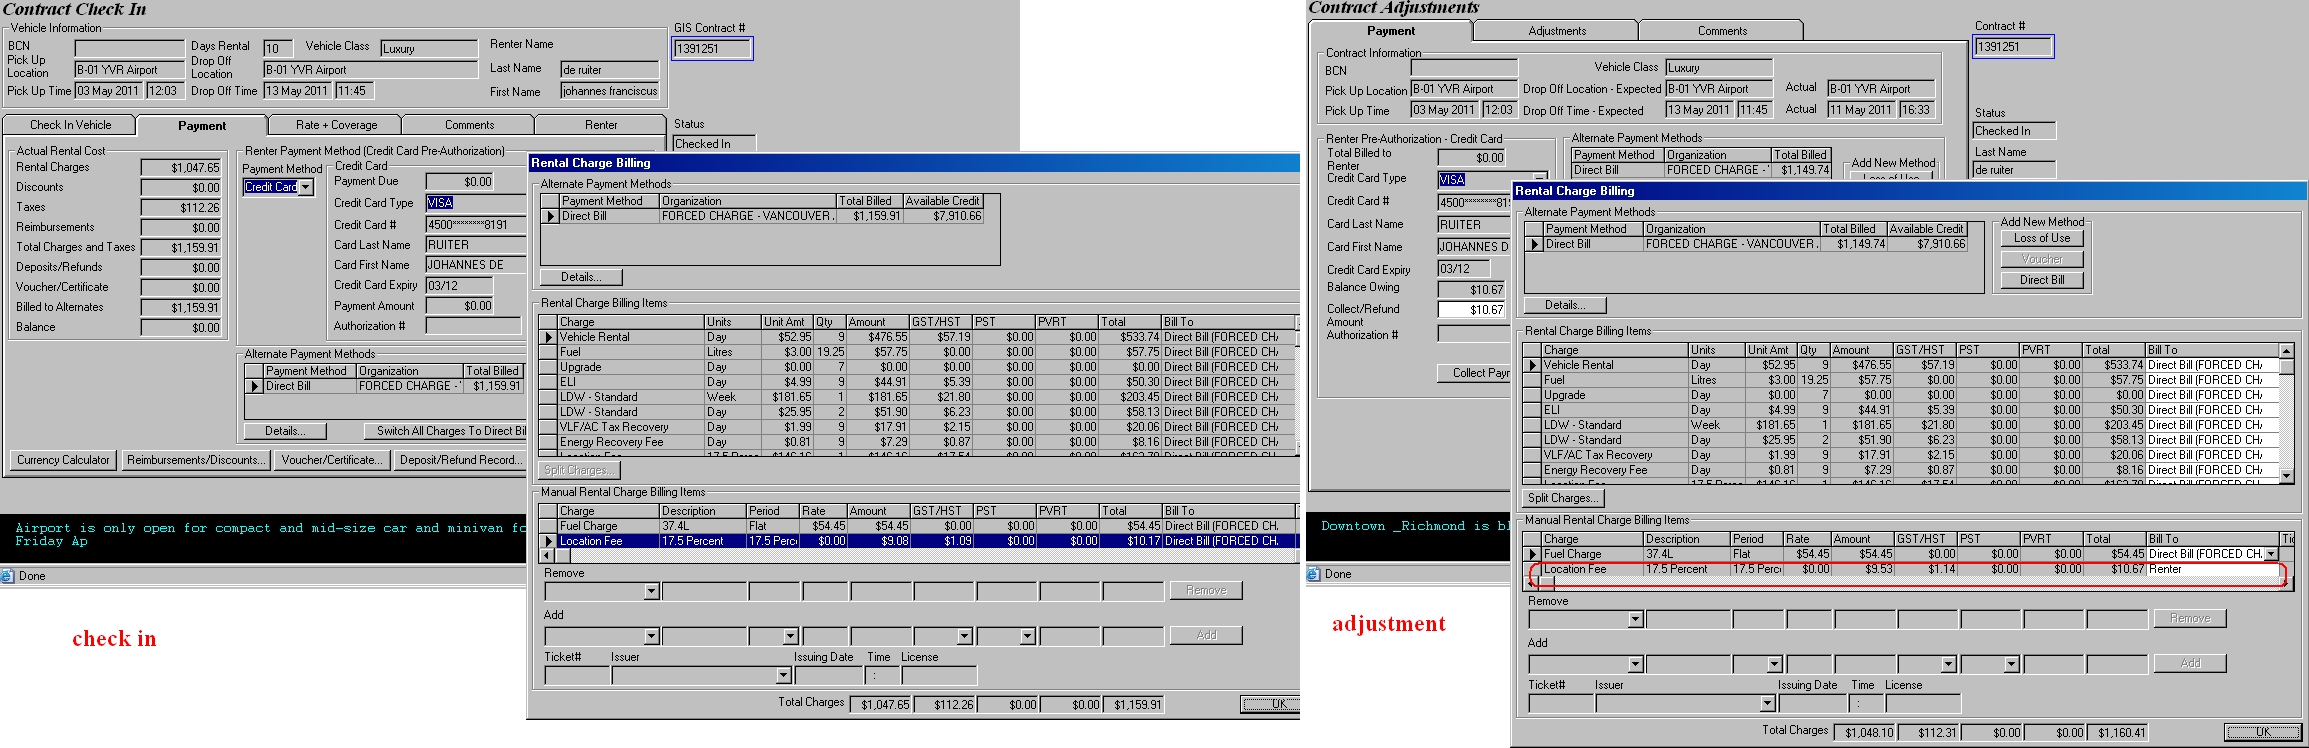 Contract Check In
Vehicle Information
BCN Days Rental 10 Vehicle Class Luxury Renter Name
Pick Up Location B-01 YVR Airport Drop Off Location B-01 YVR Airport Last Name de ruiter
Pick Up Time 03 May 2011 12:03 Drop Off Time 13 May 2011 11:45 First Name johannes franciscus
GIS Contract #
1391251
Check In Vehicle Payment Rate + Coverage Comments Renter
Status
Checked In
Actual Rental Cost
Rental Charges $1,047.65
Discounts $0.00
Taxes $112.26
Reimbursements $0.00
Total Charges and Taxes $1,159.91
Deposits/Refunds $0.00
Voucher/Certificate $0.00
Billed to Alternates $1,159.91
Balance $0.00
Renter Payment Method (Credit Card Pre-Authorization)
Payment Method
Credit Card
Credit Card
Payment Due $0.00
Credit Card Type VISA
Credit Card # 4500********8191
Card Last Name RUITER
Card First Name JOHANNES DE
Credit Card Expiry 03/12
Payment Amount $0.00
Authorization #
Alternate Payment Methods
Payment Method Organization Total Billed
Direct Bill FORCED CHARGE - $1,159.91
Details... Switch All Charges To Direct Bil
Currency Calculator Reimbursements/Discounts... Voucher/Certificate... Deposit/Refund Record...
Airport is only open for compact and mid-size car and minivan fo
Friday Ap
Done
check in
Rental Charge Billing
Alternate Payment Methods
Payment Method Organization Total Billed Available Credit
Direct Bill FORCED CHARGE - VANCOUVER $1,159.91 $7,910.66
Details...
Rental Charge Billing Items
Charge Units Unit Amt Qty Amount GST/HST PST PVRT Total Bill To
Vehicle Rental Day $52.95 9 $476.55 $57.19 $0.00 $0.00 $533.74 Direct Bill (FORCED CH
Fuel Litres $3.00 19.25 $57.75 $0.00 $0.00 $0.00 $57.75 Direct Bill (FORCED CH
Upgrade Day $0.00 7 $0.00 $0.00 $0.00 $0.00 $0.00 Direct Bill (FORCED CH
ELI Day $4.99 9 $44.91 $5.39 $0.00 $0.00 $50.30 Direct Bill (FORCED CH
LDW - Standard Week $181.65 1 $181.65 $21.80 $0.00 $0.00 $203.45 Direct Bill (FORCED CH
LDW - Standard Day $25.95 2 $51.90 $6.23 $0.00 $0.00 $58.13 Direct Bill (FORCED CH
VLF/AC Tax Recovery Day $1.99 9 $17.91 $2.15 $0.00 $0.00 $20.06 Direct Bill (FORCED CH
Energy Recovery Fee Day $0.81 9 $7.29 $0.87 $0.00 $0.00 $8.16 Direct Bill (FORCED CH
Location Fee 17.5 Perc 1 $146.16 $17.54 $0.00 $0.00 $163.70 Direct Bill (FORCED CH
Split Charges...
Manual Rental Charge Billing Items
Charge Description Period Rate Amount GST/HST PST PVRT Total Bill To
Fuel Charge 37.4L Flat $54.45 $54.45 $0.00 $0.00 $0.00 $54.45 Direct Bill (FORCED CH.
Location Fee 17.5 Percent 17.5 Perc $0.00 $9.08 $1.09 $0.00 $0.00 $10.17 Direct Bill (FORCED CH.
Remove
Remove
Add
Add
Ticket# Issuer Issuing Date Time License
:
Total Charges $1,047.65 $112.26 $0.00 $0.00 $1,159.91
OK
Contract Adjustments
Payment Adjustments Comments
Contract #
1391251
Contract Information
BCN Vehicle Class Luxury
Pick Up Location B-01 YVR Airport Drop Off Location - Expected B-01 YVR Airport Actual B-01 YVR Airport
Pick Up Time 03 May 2011 12:03 Drop Off Time - Expected 13 May 2011 11:45 Actual 11 May 2011 16:33
Status
Checked In
Last Name
de ruiter
Renter Pre-Authorization - Credit Card
Total Billed to Renter $0.00
Credit Card Type VISA
Credit Card # 4500********819
Card Last Name RUITER
Card First Name JOHANNES D
Credit Card Expiry 03/12
Balance Owing $10.67
Collect/Refund Amount $10.67
Authorization #
Collect Payr
Alternate Payment Methods
Payment Method Organization Total Billed
Direct Bill FORCED CHARGE - $1,149.74
Add New Method
Loss of Use
Downtown _Richmond is bl
Done
adjustment
Rental Charge Billing
Alternate Payment Methods
Payment Method Organization Total Billed Available Credit
Direct Bill FORCED CHARGE - VANCOUVER $1,149.74 $7,910.66
Add New Method
Loss of Use
Voucher
Direct Bill
Details...
Rental Charge Billing Items
Charge Units Unit Amt Qty Amount GST/HST PST PVRT Total Bill To
Vehicle Rental Day $52.95 9 $476.55 $57.19 $0.00 $0.00 $533.74 Direct Bill (FORCED CH
Fuel Litres $3.00 19.25 $57.75 $0.00 $0.00 $0.00 $57.75 Direct Bill (FORCED CH
Upgrade Day $0.00 7 $0.00 $0.00 $0.00 $0.00 $0.00 Direct Bill (FORCED CH
ELI Day $4.99 9 $44.91 $5.39 $0.00 $0.00 $50.30 Direct Bill (FORCED CH
LDW - Standard Week $181.65 1 $181.65 $21.80 $0.00 $0.00 $203.45 Direct Bill (FORCED CH
LDW - Standard Day $25.95 2 $51.90 $6.23 $0.00 $0.00 $58.13 Direct Bill (FORCED CH
VLF/AC Tax Recovery Day $1.99 9 $17.91 $2.15 $0.00 $0.00 $20.06 Direct Bill (FORCED CH
Energy Recovery Fee Day $0.81 9 $7.29 $0.87 $0.00 $0.00 $8.16 Direct Bill (FORCED CH
Split Charges...
Manual Rental Charge Billing Items
Charge Description Period Rate Amount GST/HST PST PVRT Total Bill To Tic
Fuel Charge 37.4L Flat $54.45 $54.45 $0.00 $0.00 $0.00 $54.45 Direct Bill (FORCED CH.
Location Fee 17.5 Percent 17.5 Perc $0.00 $9.53 $1.14 $0.00 $0.00 $10.67 Renter
Remove
Remove
Add
Add
Ticket# Issuer Issuing Date Time License
:
Total Charges $1,048.10 $112.31 $0.00 $0.00 $1,160.41
OK